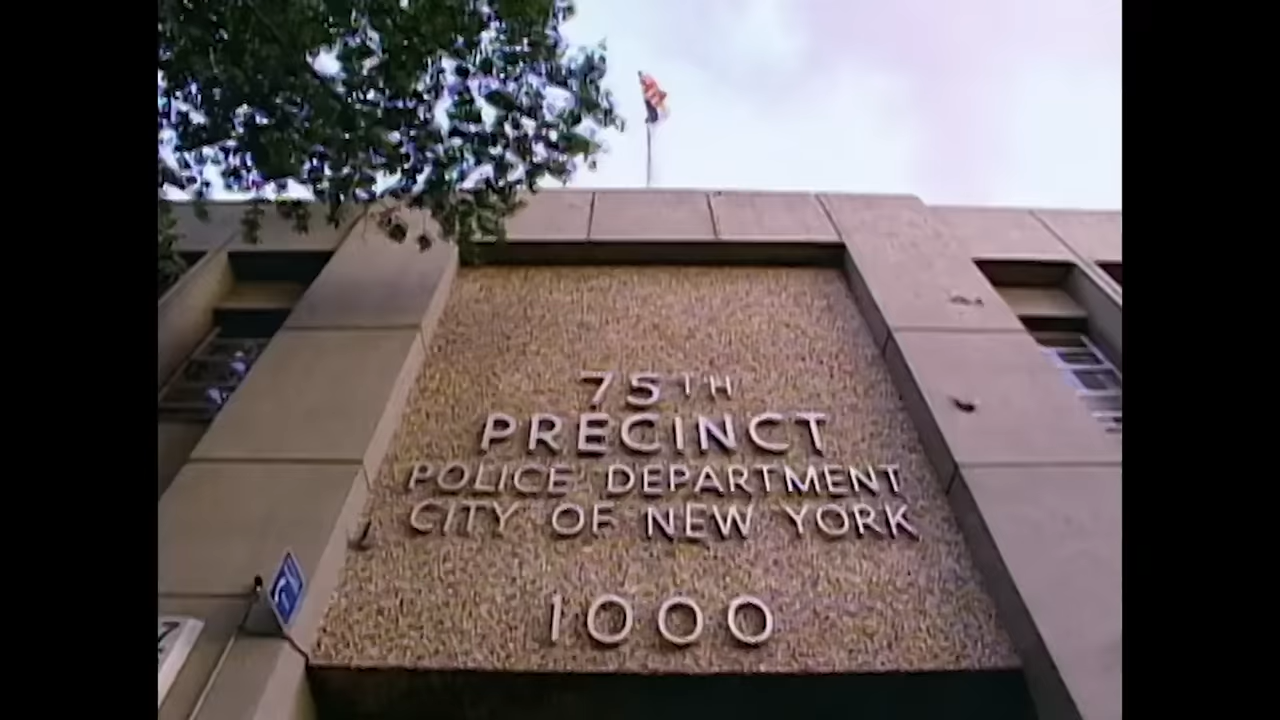 75TH
PRECINCT
POLICE DEPARTMENT
CITY OF NEW YORK
1000